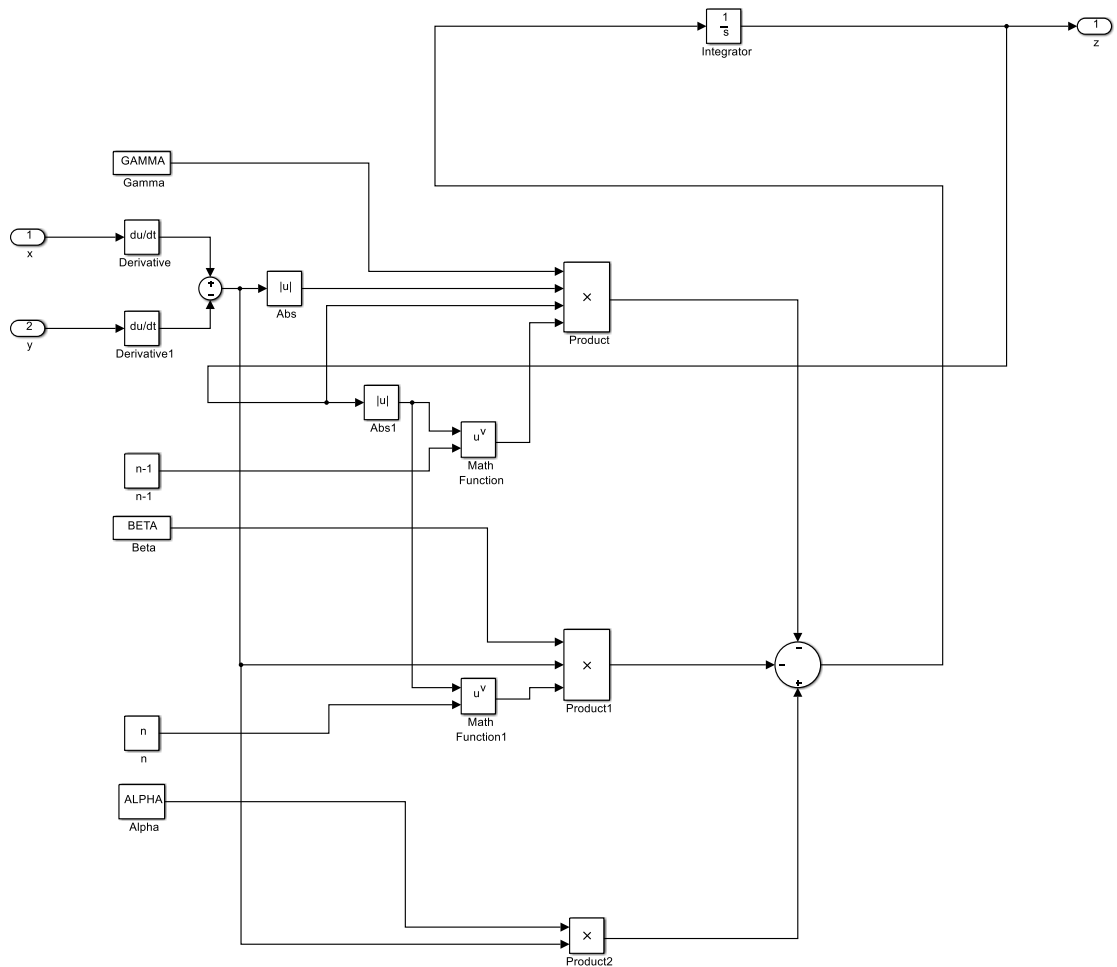 1
s
Integrator
1
z
GAMMA
Gamma
1
x
du/dt
Derivative
+
−
|u|
Abs
×
Product
2
y
du/dt
Derivative1
|u|
Abs1
u^v
Math
Function
n-1
n-1
BETA
Beta
×
Product1
−
−
+
u^v
Math
Function1
n
n
ALPHA
Alpha
×
Product2